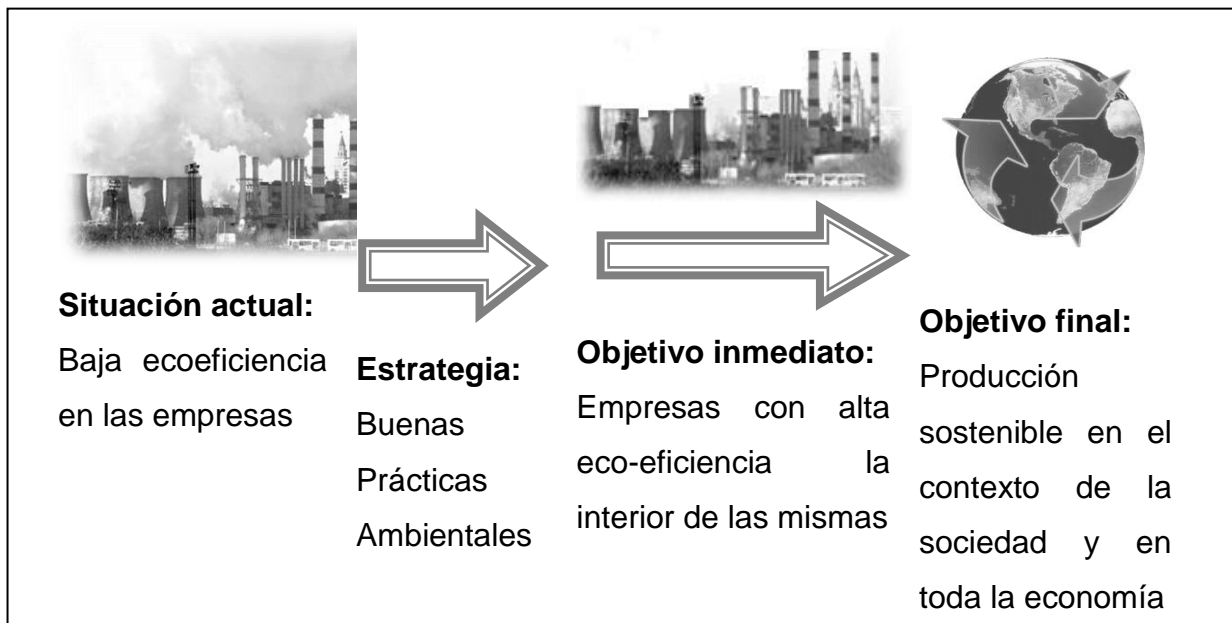 Situación actual:
Baja ecoeficiencia
en las empresas
Estrategia:
Buenas
Prácticas
Ambientales
Objetivo inmediato:
Empresas con alta
eco-eficiencia la
interior de las mismas
Objetivo final:
Producción
sostenible en el
contexto de la
sociedad y en
toda la economía